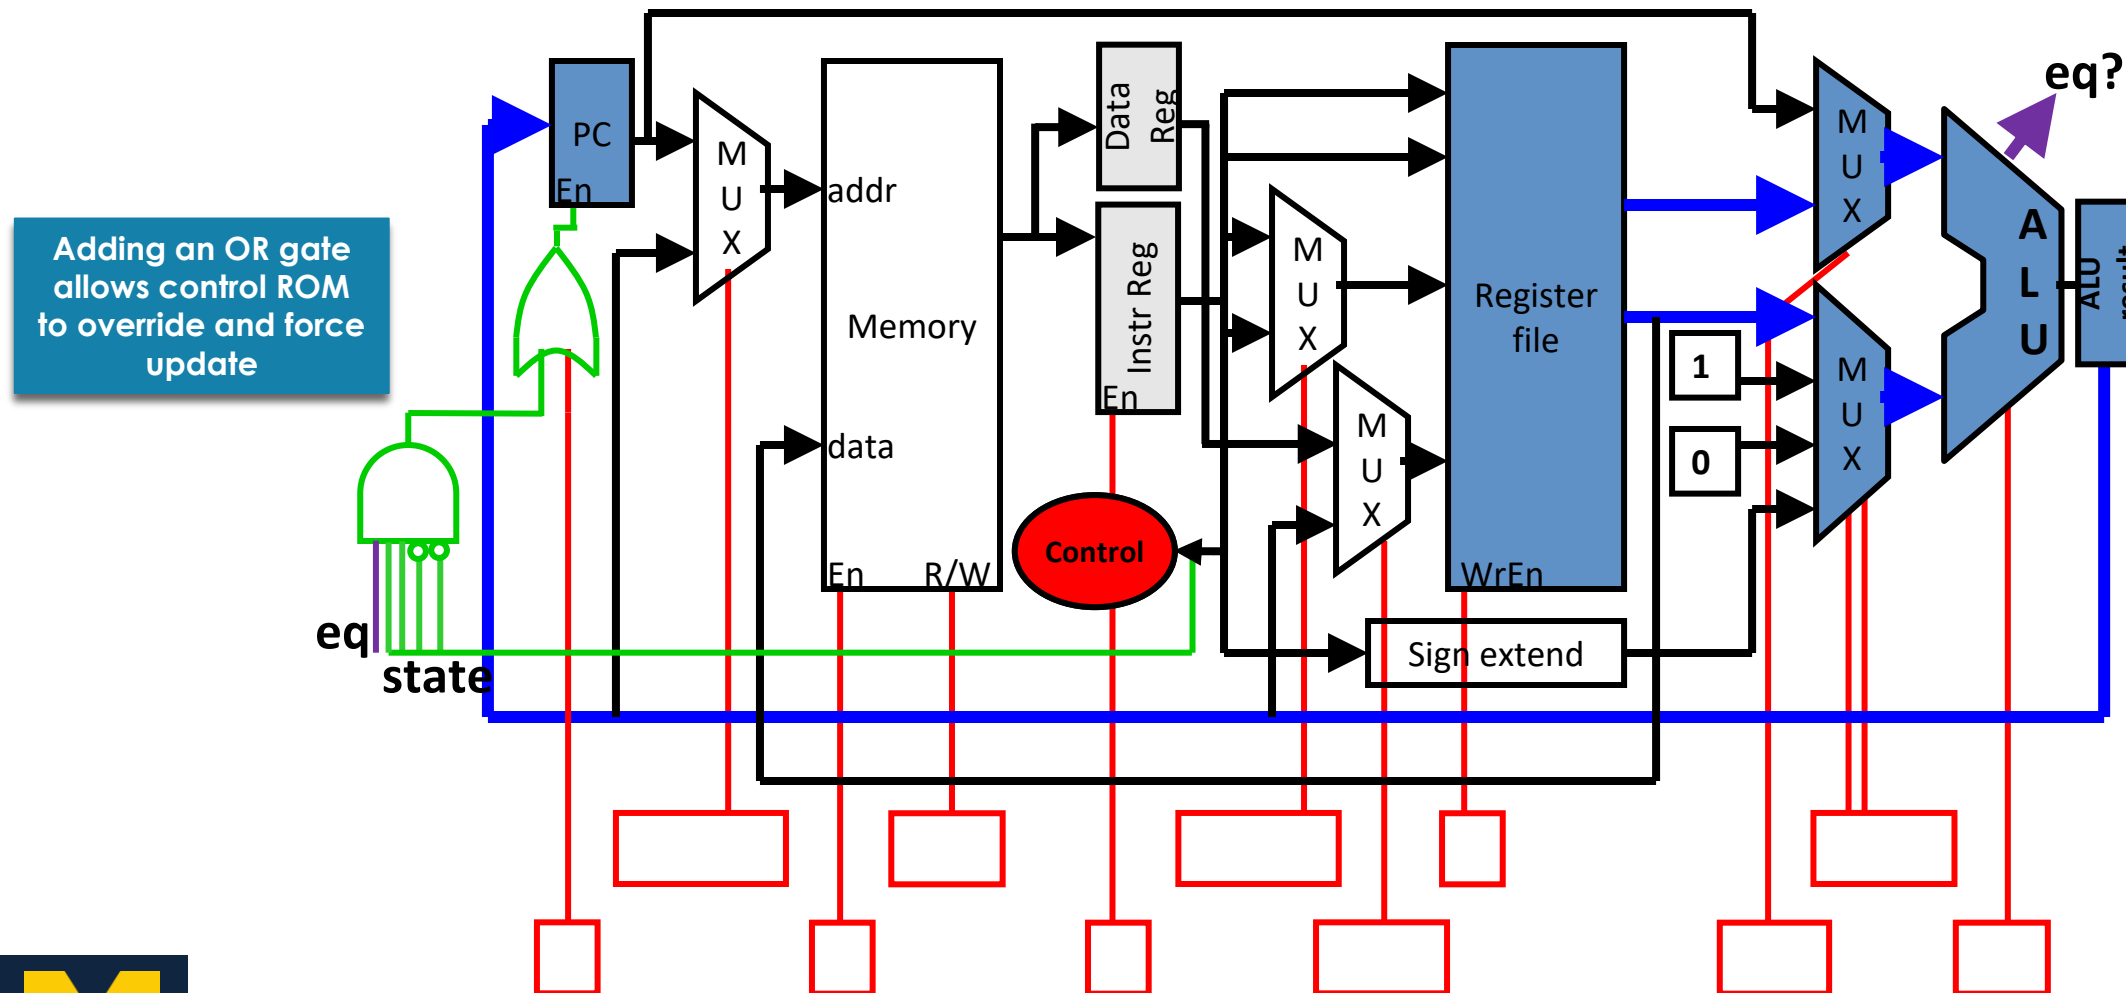 eq?
PC
En
Adding an OR gate
allows control ROM
to override and force
update
M
U
X
addr
Memory
data
En
R/W
Data
Reg
Instr Reg
En
Control
M
U
X
M
U
X
Register
file
WrEn
Sign extend
1
0
M
U
X
M
U
X
A
L
U
ALU
result
eq
state